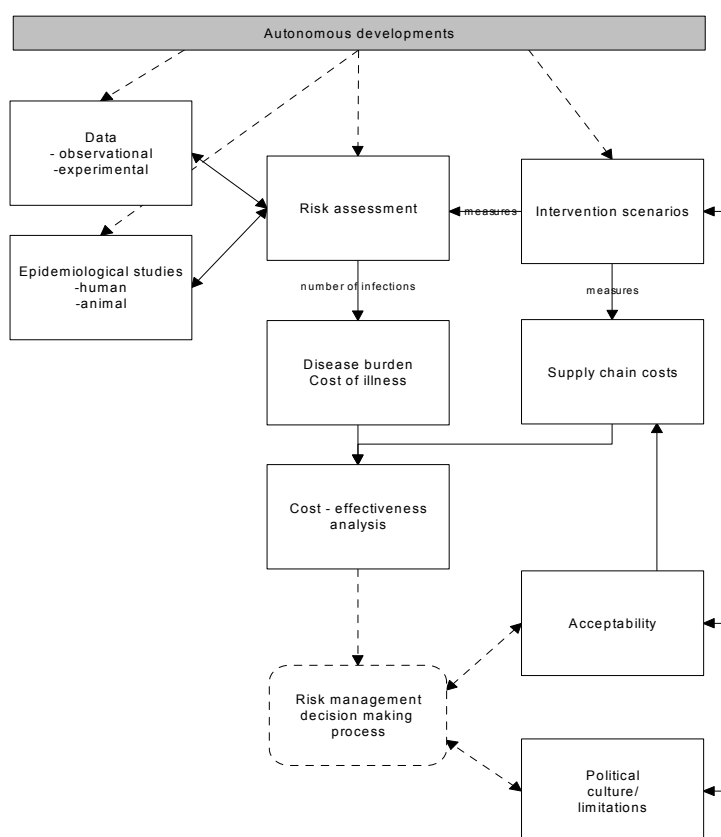 Autonomous developments
Data
- observational
-experimental
Risk assessment
measures
Intervention scenarios
Epidemiological studies
-human
-animal
number of infections
measures
Disease burden
Cost of illness
Supply chain costs
Cost - effectiveness
analysis
Acceptability
Risk management
decision making
process
Political
culture/
limitations